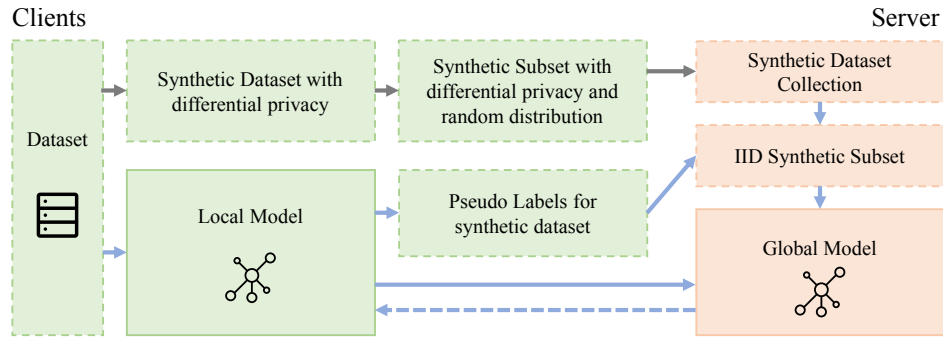 Clients
Server
Dataset
Synthetic Dataset with
differential privacy
Synthetic Subset with
differential privacy and
random distribution
Synthetic Dataset
Collection
IID Synthetic Subset
Local Model
Pseudo Labels for
synthetic dataset
Global Model